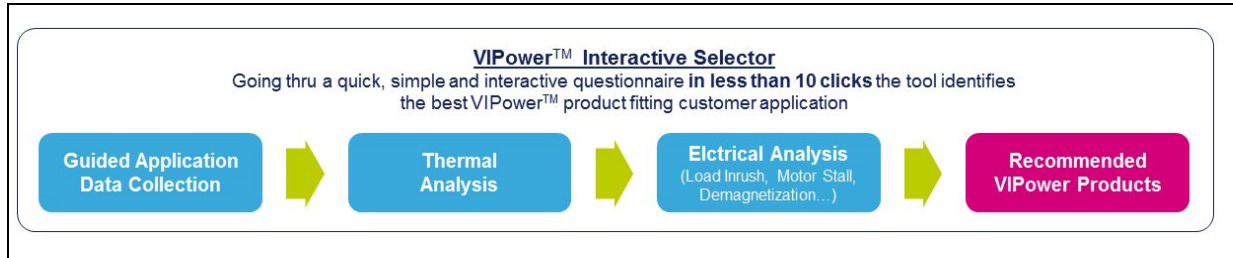 VIPower™ Interactive Selector
Going thru a quick, simple and interactive questionnaire in less than 10 clicks the tool identifies
the best VIPower™ product fitting customer application
Guided Application
Data Collection
Thermal
Analysis
Elctrical Analysis
(Load Inrush, Motor Stall,
Demagnetization...)
Recommended
VIPower Products